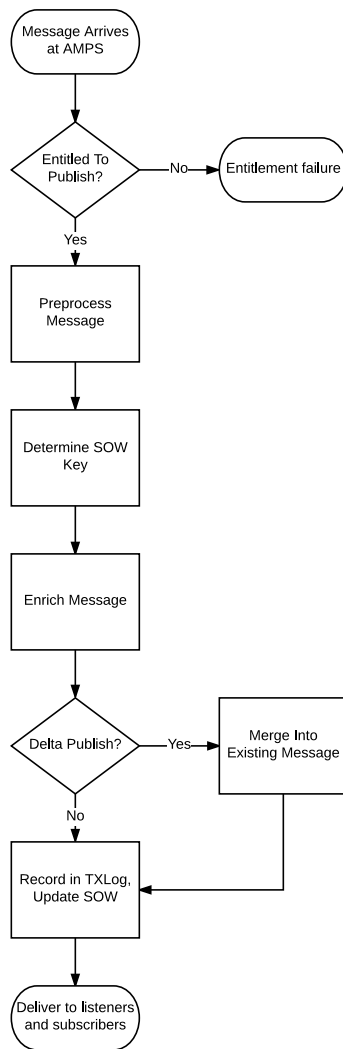 Message Arrives
at AMPS
Entitled To
Publish?
No
Entitlement failure
Yes
Preprocess
Message
Determine SOW
Key
Enrich Message
Delta Publish?
Yes
Merge Into
Existing Message
No
Record in TXLog,
Update SOW
Deliver to listeners
and subscribers